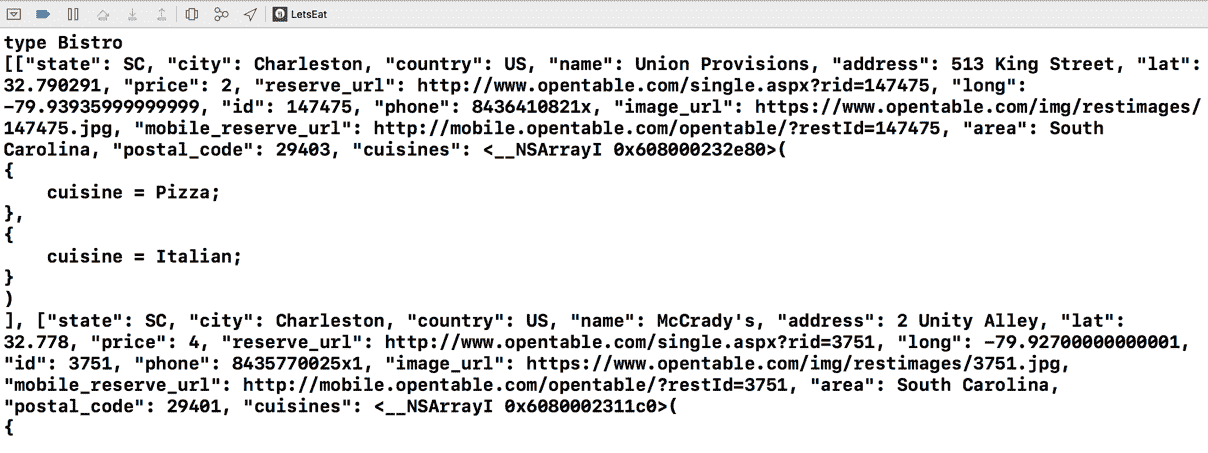 LetsEat
type Bistro
[["state": SC, "city": Charleston, "country": US, "name": Union Provisions, "address": 513 King Street, "lat":
32.790291, "price": 2, "reserve_url": http://www.opentable.com/single.aspx?rid=147475, "long":
-79.93935999999999, "id": 147475, "phone": 8436410821x, "image_url": https://www.opentable.com/img/restimages/
147475.jpg, "mobile_reserve_url": http://mobile.opentable.com/opentable/?restId=147475, "area": South
Carolina, "postal_code": 29403, "cuisines": <__NSArrayI 0x608000232e80>(
{
    cuisine = Pizza;
},
{
    cuisine = Italian;
}
)
], ["state": SC, "city": Charleston, "country": US, "name": McCrady's, "address": 2 Unity Alley, "lat":
32.778, "price": 4, "reserve_url": http://www.opentable.com/single.aspx?rid=3751, "long": -79.92700000000001,
"id": 3751, "phone": 8435770025x1, "image_url": https://www.opentable.com/img/restimages/3751.jpg,
"mobile_reserve_url": http://mobile.opentable.com/opentable/?restId=3751, "area": South Carolina,
"postal_code": 29401, "cuisines": <__NSArrayI 0x6080002311c0>(
{